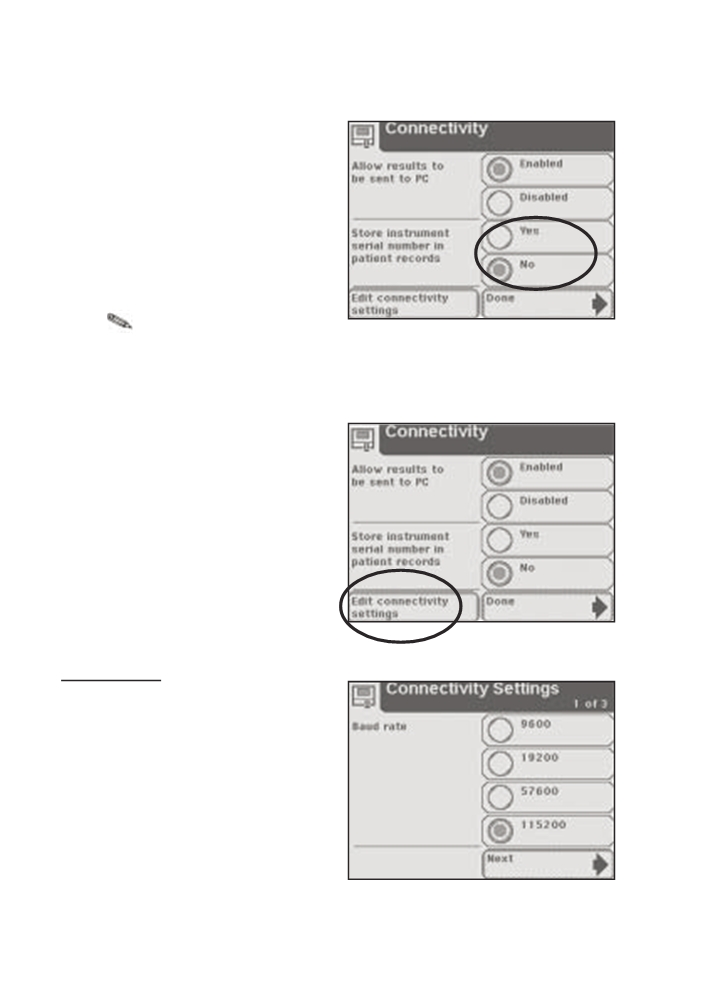 Connectivity
Allow results to
be sent to PC
Enabled
Disabled
Store instrument
serial number in
patient records
Yes
No
Edit connectivity
settings
Done
Connectivity
Allow results to
be sent to PC
Enabled
Disabled
Store instrument
serial number in
patient records
Yes
No
Edit connectivity
settings
Done
Connectivity Settings
1 of 3
Baud rate
9600
19200
57600
115200
Next